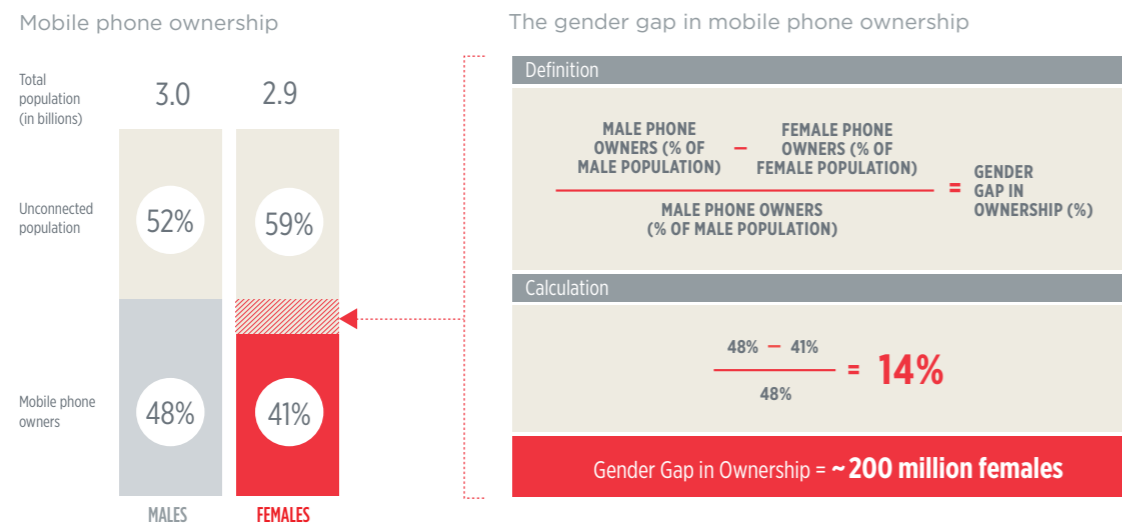 Mobile phone ownership
Total
population
(in billions)
3.0
2.9
Unconnected
population
52%
59%
Mobile phone
owners
48%
41%
MALES
FEMALES
The gender gap in mobile phone ownership
Definition
MALE PHONE
OWNERS (% OF
MALE POPULATION)
–
FEMALE PHONE
OWNERS (% OF
FEMALE POPULATION)
MALE PHONE OWNERS
(% OF MALE POPULATION)
=
GENDER
GAP IN
OWNERSHIP (%)
Calculation
48% – 41%
48%
= 14%
Gender Gap in Ownership = ~200 million females